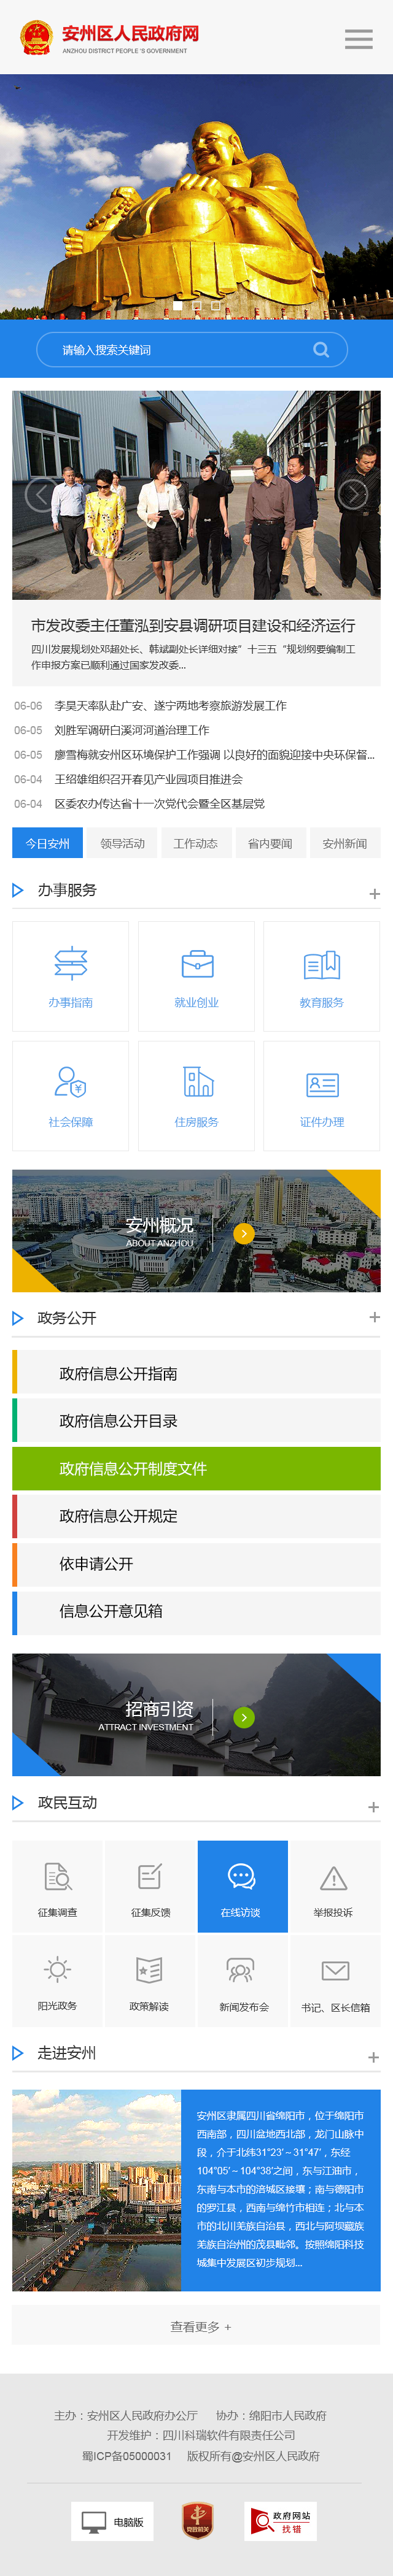 安州区人民政府网
ANZHOU DISTRICT PEOPLE 'S GOVERNMENT
请输入搜索关键词
市发改委主任董泓到安县调研项目建设和经济运行
四川发展规划处邓超处长、韩斌副处长详细对接”十三五“规划纲要编制工
作申报方案已顺利通过国家发改委...
06-06 李昊天率队赴广安、遂宁两地考察旅游发展工作
06-05 刘胜军调研白溪河河道治理工作
06-05 廖雪梅就安州区环境保护工作强调 以良好的面貌迎接中央环保督...
06-04 王绍雄组织召开春见产业园项目推进会
06-04 区委农办传达省十一次党代会暨全区基层党
今日安州 领导活动 工作动态 省内要闻 安州新闻
办事服务 +
办事指南 就业创业 教育服务
社会保障 住房服务 证件办理
安州概况
ABOUT ANZHOU
政务公开 +
政府信息公开指南
政府信息公开目录
政府信息公开制度文件
政府信息公开规定
依申请公开
信息公开意见箱
招商引资
ATTRACT INVESTMENT
政民互动 +
征集调查 征集反馈 在线访谈 举报投诉
阳光政务 政策解读 新闻发布会 书记、区长信箱
走进安州 +
安州区隶属四川省绵阳市，位于绵阳市
西南部，四川盆地西北部，龙门山脉中
段，介于北纬31°23′～31°47′，东经
104°05′～104°38′之间，东与江油市，
东南与本市的涪城区接壤；南与德阳市
的罗江县，西南与绵竹市相连；北与本
市的北川羌族自治县，西北与阿坝藏族
羌族自治州的茂县毗邻。按照绵阳科技
城集中发展区初步规划...
查看更多 +
主办：安州区人民政府办公厅 协办：绵阳市人民政府
开发维护：四川科瑞软件有限责任公司
蜀ICP备05000031 版权所有@安州区人民政府
电脑版
党政机关
政府网站
找错